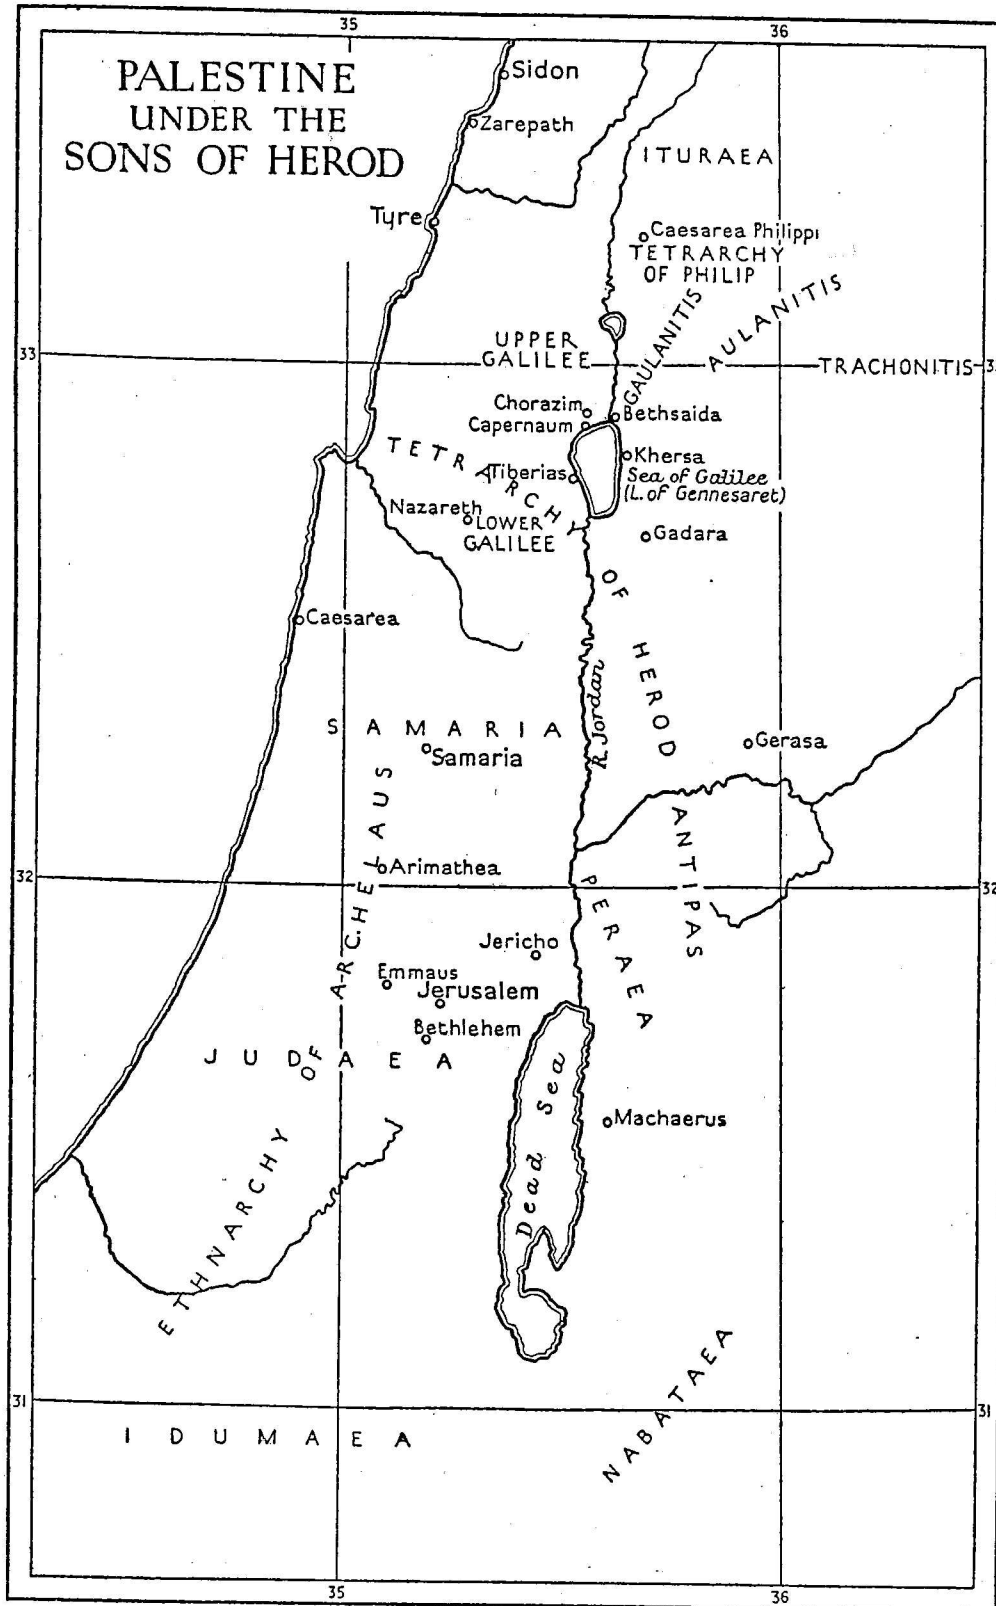 35
36
PALESTINE
UNDER THE
SONS OF HEROD
Sidon
Zarepath
ITURAEA
Tyre
Caesarea Philippi
TETRARCHY
OF PHILIP
GAULANITIS
AULANITIS
UPPER
GALILEE
33
TRACHONITIS
33
Chorazim
Capernaum
Bethsaida
Khersa
Tiberias
Sea of Galilee
(L. of Gennesaret)
Nazareth
LOWER
GALILEE
Gadara
TETRARCHY OF HEROD ANTIPAS
Caesarea
R. Jordan
SAMARIA
Samaria
Gerasa
Arimathea
32
32
PERAEA
Jericho
Emmaus
Jerusalem
Bethlehem
JUDAEA
ETHNARCHY OF ARCHELAUS
Dead Sea
Machaerus
31
31
IDUMAEA
NABATAEA
35
36